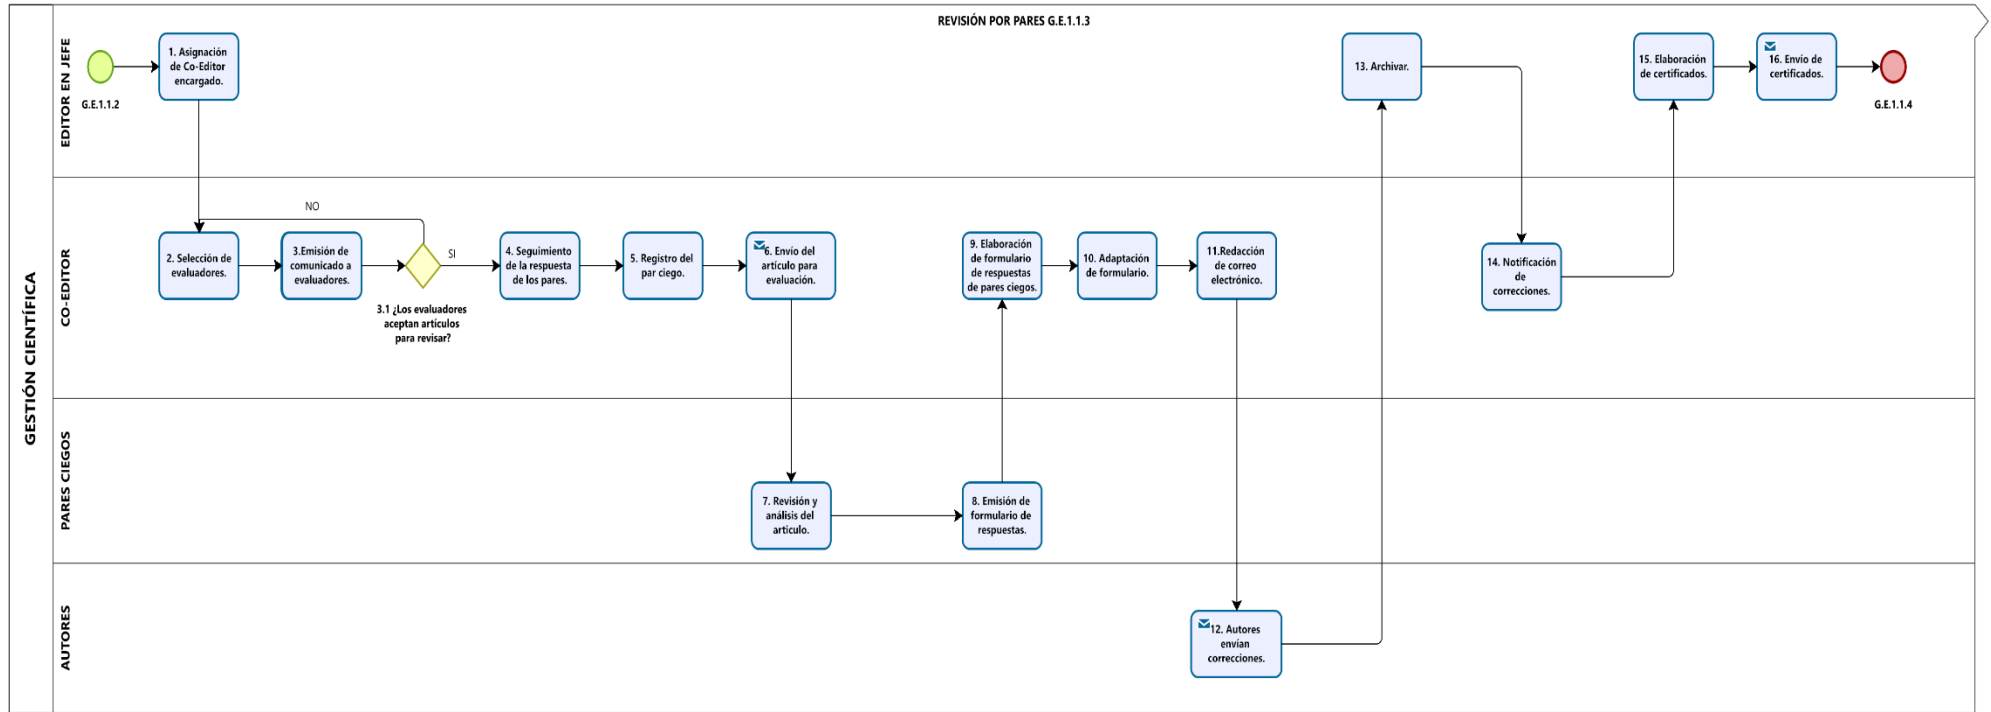 REVISIÓN POR PARES G.E.1.1.3
GESTIÓN CIENTÍFICA
EDITOR EN JEFE
G.E.1.1.2
1. Asignación
de Co-Editor
encargado.
13. Archivar.
15. Elaboración
de certificados.
16. Envío de
certificados.
G.E.1.1.4
CO-EDITOR
NO
2. Selección de
evaluadores.
3.Emisión de
comunicado a
evaluadores.
SI
3.1 ¿Los evaluadores
aceptan artículos
para revisar?
4. Seguimiento
de la respuesta
de los pares.
5. Registro del
par ciego.
6. Envío del
artículo para
evaluación.
9. Elaboración
de formulario
de respuestas
de pares ciegos.
10. Adaptación
de formulario.
11.Redacción
de correo
electrónico.
14. Notificación
de
correcciones.
PARES CIEGOS
7. Revisión y
análisis del
artículo.
8. Emisión de
formulario de
respuestas.
AUTORES
12. Autores
envían
correcciones.